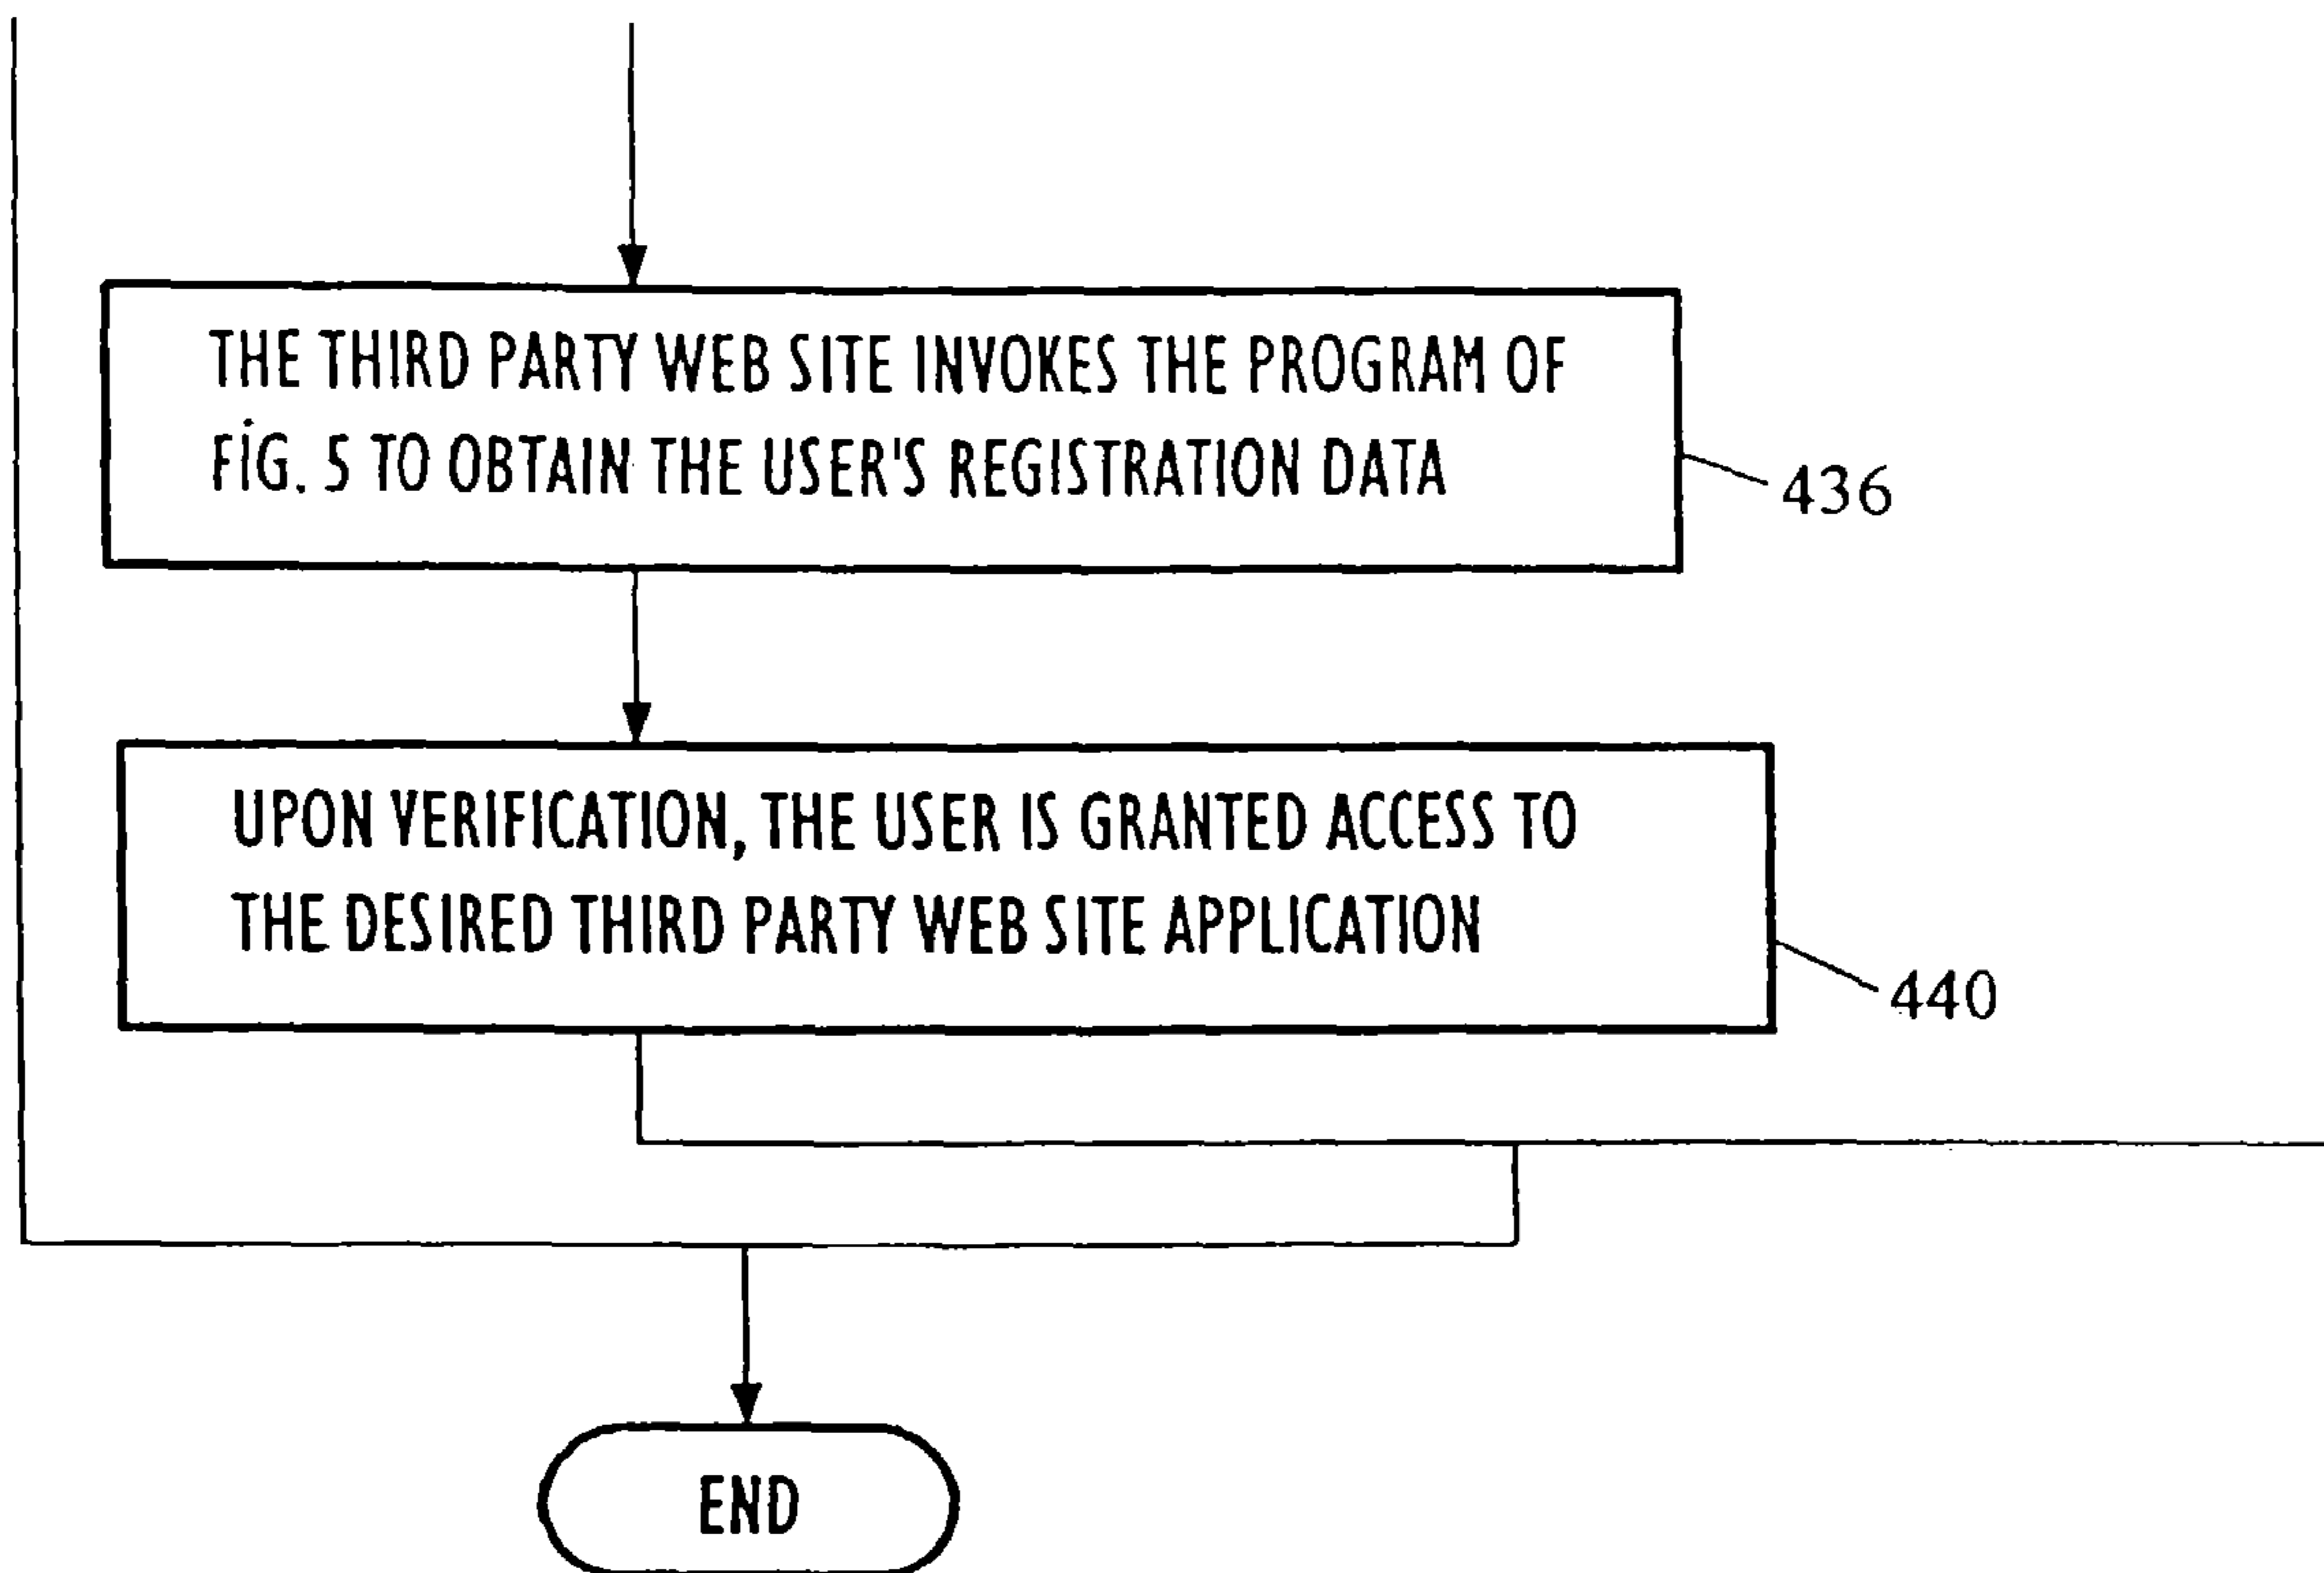 THE THIRD PARTY WEB SITE INVOKES THE PROGRAM OF
FIG. 5 TO OBTAIN THE USER'S REGISTRATION DATA
436
UPON VERIFICATION, THE USER IS GRANTED ACCESS TO
THE DESIRED THIRD PARTY WEB SITE APPLICATION
440
END